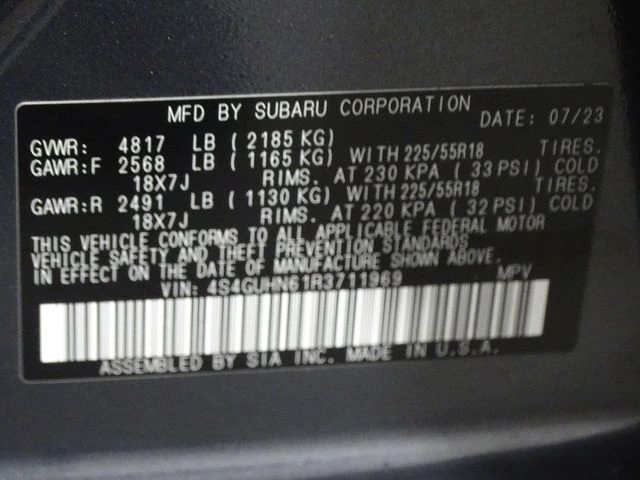 MFD BY SUBARU CORPORATION DATE: 07/23
GVWR: 4817 LB ( 2185 KG)
GAWR:F 2568 LB ( 1165 KG) WITH 225/55R18 TIRES.
18X7J RIMS. AT 230 KPA ( 33 PSI) COLD
GAWR:R 2491 LB ( 1130 KG) WITH 225/55R18 TIRES.
18X7J RIMS. AT 220 KPA ( 32 PSI) COLD
THIS VEHICLE CONFORMS TO ALL APPLICABLE FEDERAL MOTOR
VEHICLE SAFETY AND THEFT PREVENTION STANDARDS
IN EFFECT ON THE DATE OF MANUFACTURE SHOWN ABOVE.
VIN: 4S4GUHN61R3711969 MPV
ASSEMBLED BY SIA INC. MADE IN U.S.A.